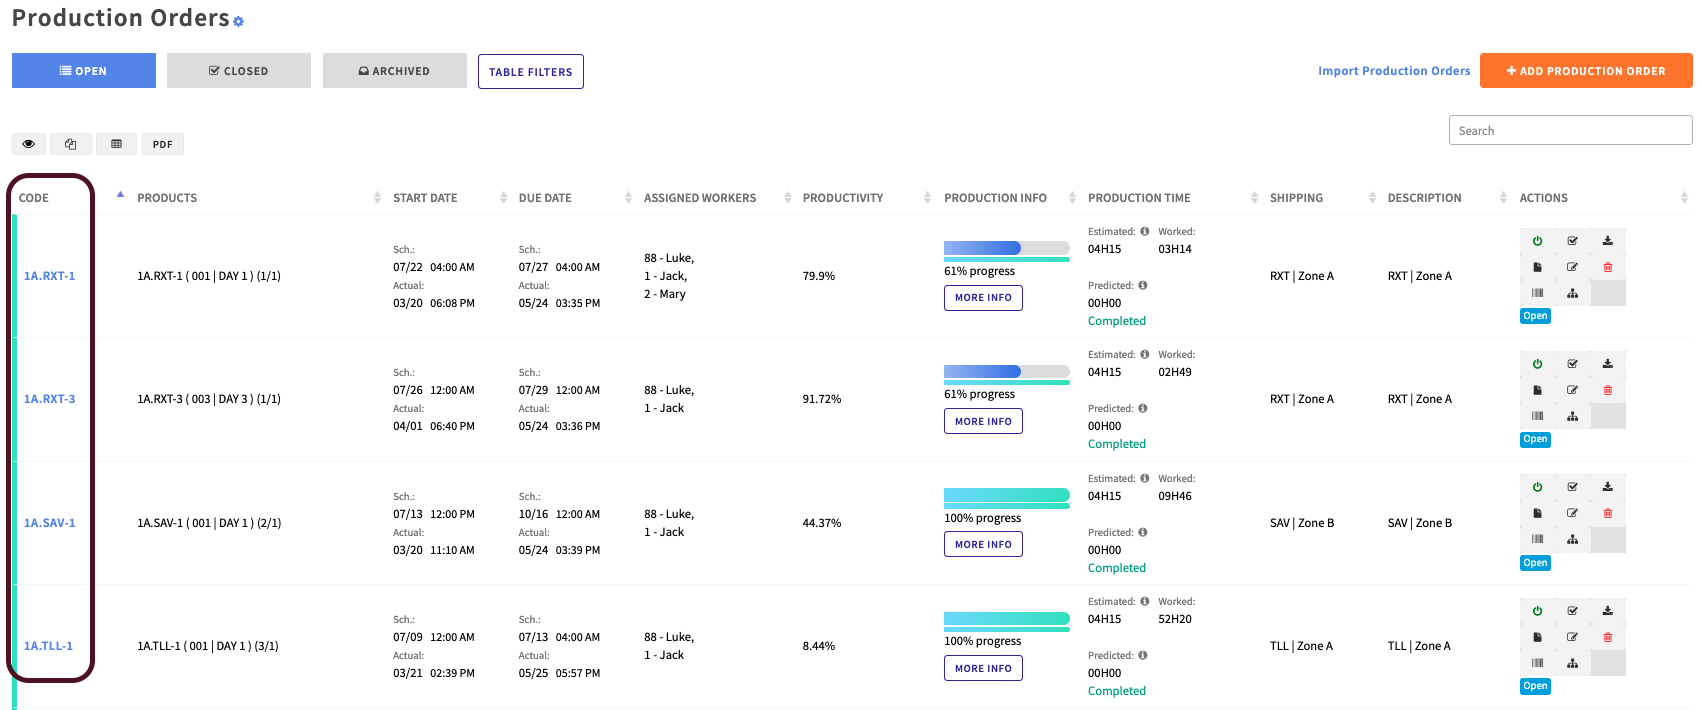 Production Orders
OPEN
CLOSED
ARCHIVED
TABLE FILTERS
Import Production Orders
ADD PRODUCTION ORDER
Search
PDF
CODE PRODUCTS START DATE DUE DATE ASSIGNED WORKERS PRODUCTIVITY PRODUCTION INFO PRODUCTION TIME SHIPPING DESCRIPTION ACTIONS
1A.RXT-1
1A.RXT-1 ( 001 | DAY 1 ) (1/1)
Sch.:
07/22 04:00 AM
Actual:
03/20 06:08 PM
Sch.:
07/27 04:00 AM
Actual:
05/24 03:35 PM
88 - Luke,
1 - Jack,
2 - Mary
79.9%
61% progress
MORE INFO
Estimated: Worked:
04H15 03H14
Predicted:
00H00
Completed
RXT | Zone A
RXT | Zone A
Open
1A.RXT-3
1A.RXT-3 ( 003 | DAY 3 ) (1/1)
Sch.:
07/26 12:00 AM
Actual:
04/01 06:40 PM
Sch.:
07/29 12:00 AM
Actual:
05/24 03:36 PM
88 - Luke,
1 - Jack
91.72%
61% progress
MORE INFO
Estimated: Worked:
04H15 02H49
Predicted:
00H00
Completed
RXT | Zone A
RXT | Zone A
Open
1A.SAV-1
1A.SAV-1 ( 001 | DAY 1 ) (2/1)
Sch.:
07/13 12:00 PM
Actual:
03/20 11:10 AM
Sch.:
10/16 12:00 AM
Actual:
05/24 03:39 PM
88 - Luke,
1 - Jack
44.37%
100% progress
MORE INFO
Estimated: Worked:
04H15 09H46
Predicted:
00H00
Completed
SAV | Zone B
SAV | Zone B
Open
1A.TLL-1
1A.TLL-1 ( 001 | DAY 1 ) (3/1)
Sch.:
07/09 12:00 AM
Actual:
03/21 02:39 PM
Sch.:
07/13 04:00 AM
Actual:
05/25 05:57 PM
88 - Luke,
1 - Jack
8.44%
100% progress
MORE INFO
Estimated: Worked:
04H15 52H20
Predicted:
00H00
Completed
TLL | Zone A
TLL | Zone A
Open